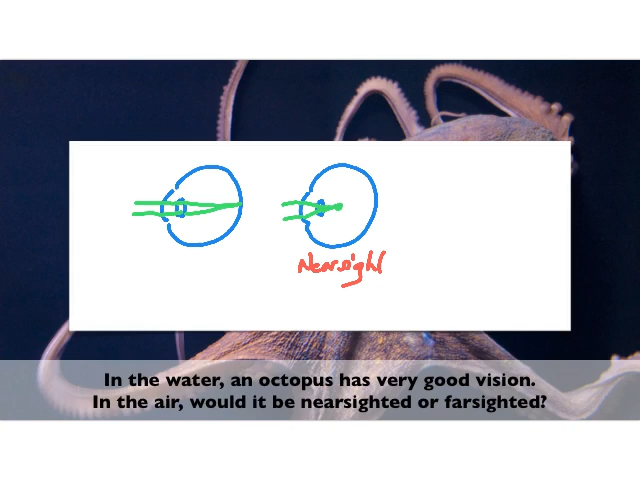 Nearsight
In the water, an octopus has very good vision.
In the air, would it be nearsighted or farsighted?